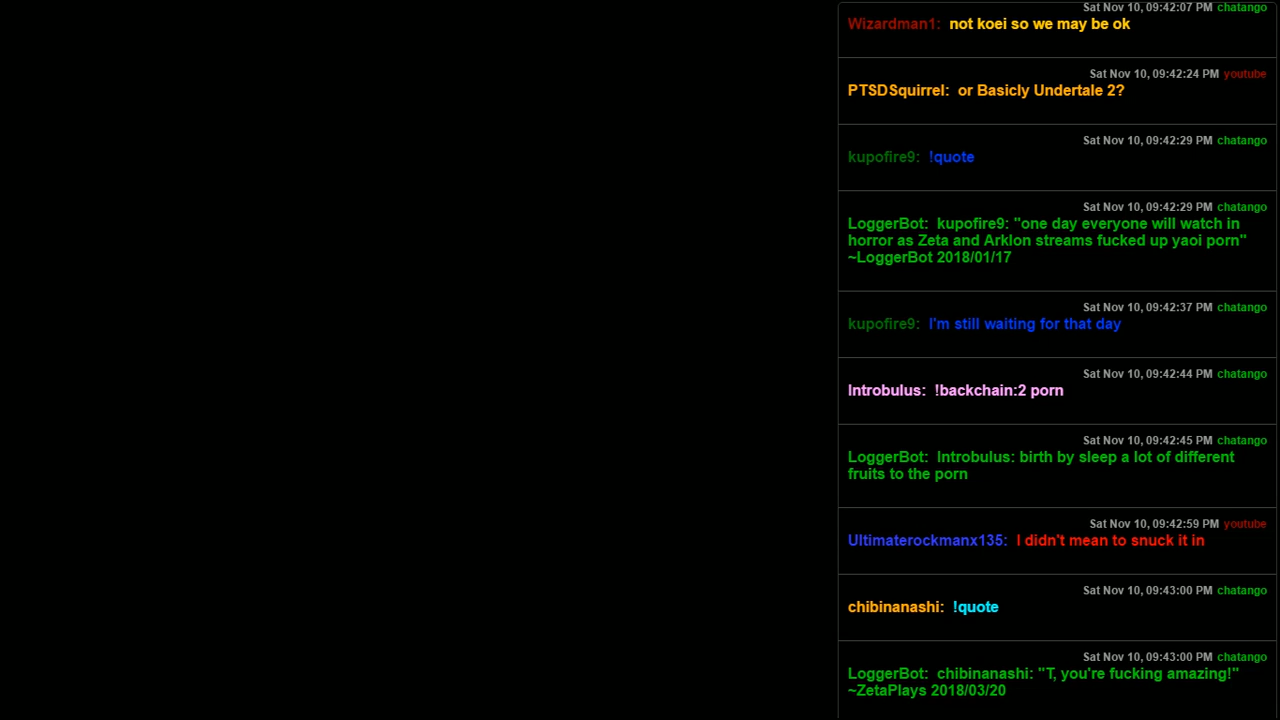 Sat Nov 10, 09:42:07 PM chatango
Wizardman1: not koei so we may be ok
Sat Nov 10, 09:42:24 PM youtube
PTSDSquirrel: or Basicly Undertale 2?
Sat Nov 10, 09:42:29 PM chatango
kupofire9: !quote
Sat Nov 10, 09:42:29 PM chatango
LoggerBot: kupofire9: "one day everyone will watch in
horror as Zeta and Arklon streams fucked up yaoi porn"
~LoggerBot 2018/01/17
Sat Nov 10, 09:42:37 PM chatango
kupofire9: I'm still waiting for that day
Sat Nov 10, 09:42:44 PM chatango
Introbulus: !backchain:2 porn
Sat Nov 10, 09:42:45 PM chatango
LoggerBot: Introbulus: birth by sleep a lot of different
fruits to the porn
Sat Nov 10, 09:42:59 PM youtube
Ultimaterockmanx135: I didn't mean to snuck it in
Sat Nov 10, 09:43:00 PM chatango
chibinanashi: !quote
Sat Nov 10, 09:43:00 PM chatango
LoggerBot: chibinanashi: "T, you're fucking amazing!"
~ZetaPlays 2018/03/20